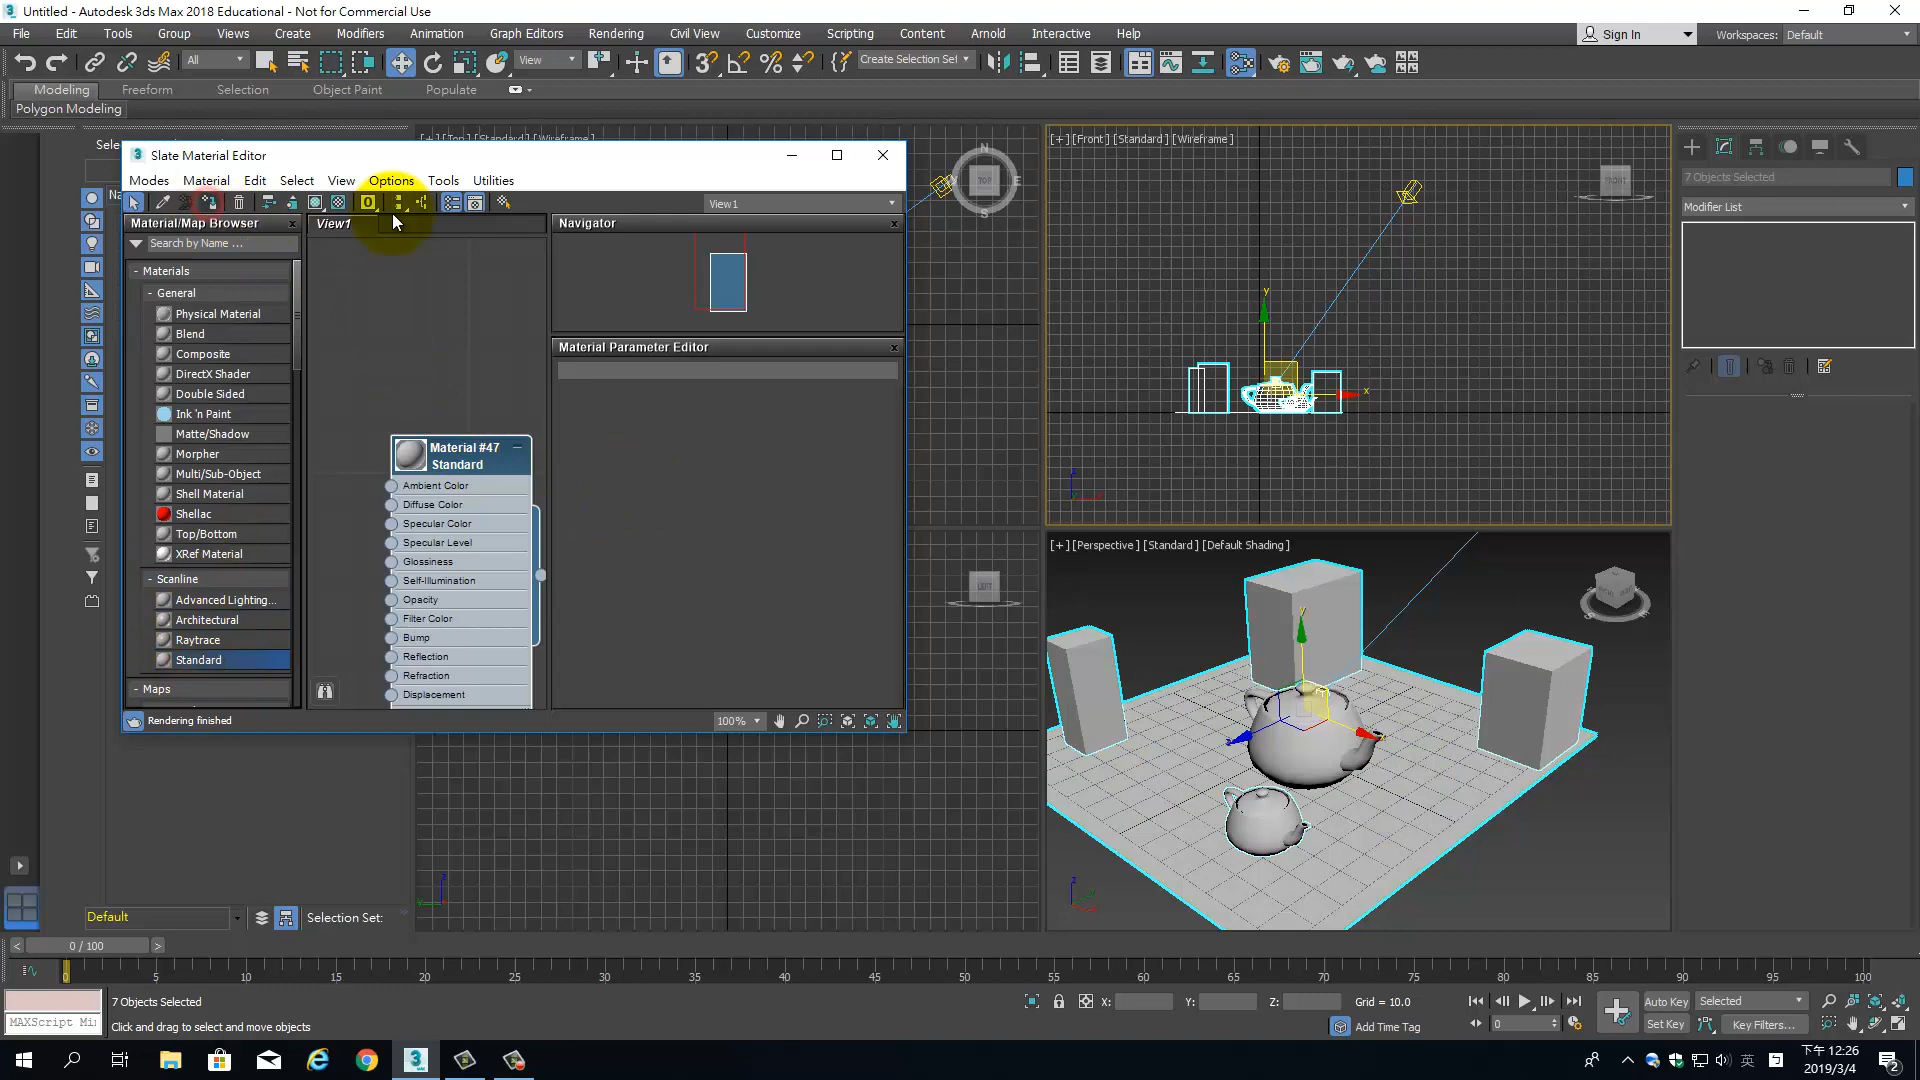 Untitled - Autodesk 3ds Max 2018 Educational - Not for Commercial Use
File Edit Tools Group Views Create Modifiers Animation Graph Editors Rendering Civil View Customize Scripting Content Arnold Interactive Help
Sign In Workspaces: Default
All View Create Selection Set
Modeling Freeform Selection Object Paint Populate
Polygon Modeling
Slate Material Editor
Modes Material Edit Select View Options Tools Utilities
View1
Material/Map Browser View1 Navigator
Search by Name ...
- Materials
- General
Physical Material
Blend
Composite
DirectX Shader
Double Sided
Ink 'n Paint
Matte/Shadow
Morpher
Multi/Sub-Object
Shell Material
Shellac
Top/Bottom
XRef Material
- Scanline
Advanced Lighting...
Architectural
Raytrace
Standard
- Maps
Material #47
Standard
Ambient Color
Diffuse Color
Specular Color
Specular Level
Glossiness
Self-Illumination
Opacity
Filter Color
Bump
Reflection
Refraction
Displacement
Material Parameter Editor
Rendering finished 100%
[+] [Top] [Standard] [Wireframe]
TOP
[+] [Front] [Standard] [Wireframe]
FRONT
LEFT
[+] [Perspective] [Standard] [Default Shading]
7 Objects Selected
Modifier List
Default Selection Set:
0 / 100
0 5 10 15 20 25 30 35 40 45 50 55 60 65 70 75 80 85 90 95 100
7 Objects Selected X: Y: Z: Grid = 10.0 Auto Key Selected
MAXScript Mi
Click and drag to select and move objects Add Time Tag 0 Set Key Key Filters...
英
下午 12:26
2019/3/4
2